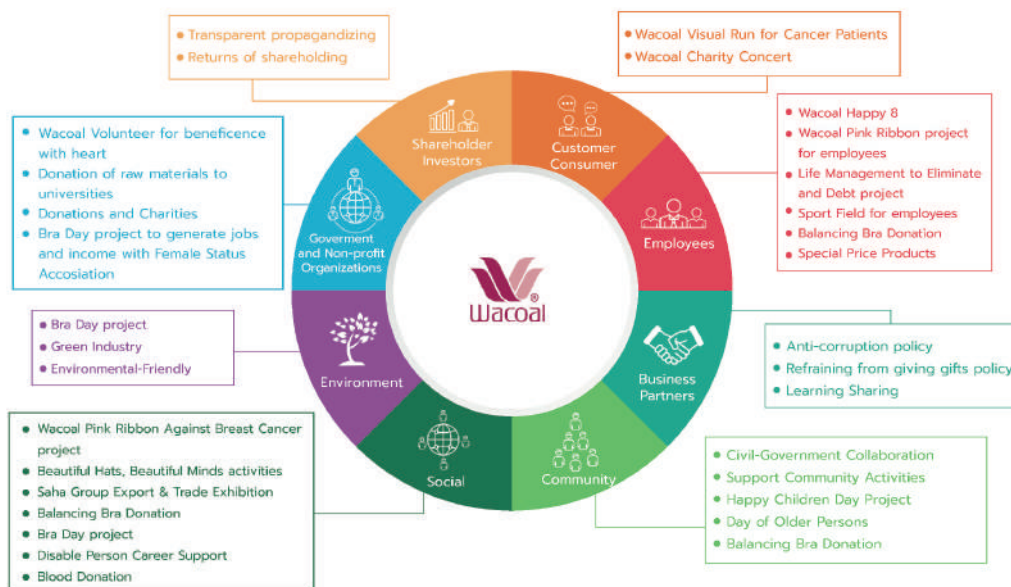 • Transparent propagandizing
• Returns of shareholding
• Wacoal Visual Run for Cancer Patients
• Wacoal Charity Concert
• Wacoal Volunteer for beneficence
with heart
• Donation of raw materials to
universities
• Donations and Charities
• Bra Day project to generate jobs
and income with Female Status
Accosiation
• Wacoal Happy 8
• Wacoal Pink Ribbon project
for employees
• Life Management to Eliminate
and Debt project
• Sport Field for employees
• Balancing Bra Donation
• Special Price Products
Shareholder
Investors
Customer
Consumer
Goverment
and Non-profit
Organizations
Employees
Wacoal®
• Bra Day project
• Green Industry
• Environmental-Friendly
Environment
Business
Partners
• Anti-corruption policy
• Refraining from giving gifts policy
• Learning Sharing
Social
Community
• Wacoal Pink Ribbon Against Breast Cancer
project
• Beautiful Hats, Beautiful Minds activities
• Saha Group Export & Trade Exhibition
• Balancing Bra Donation
• Bra Day project
• Disable Person Career Support
• Blood Donation
• Civil-Government Collaboration
• Support Community Activities
• Happy Children Day Project
• Day of Older Persons
• Balancing Bra Donation